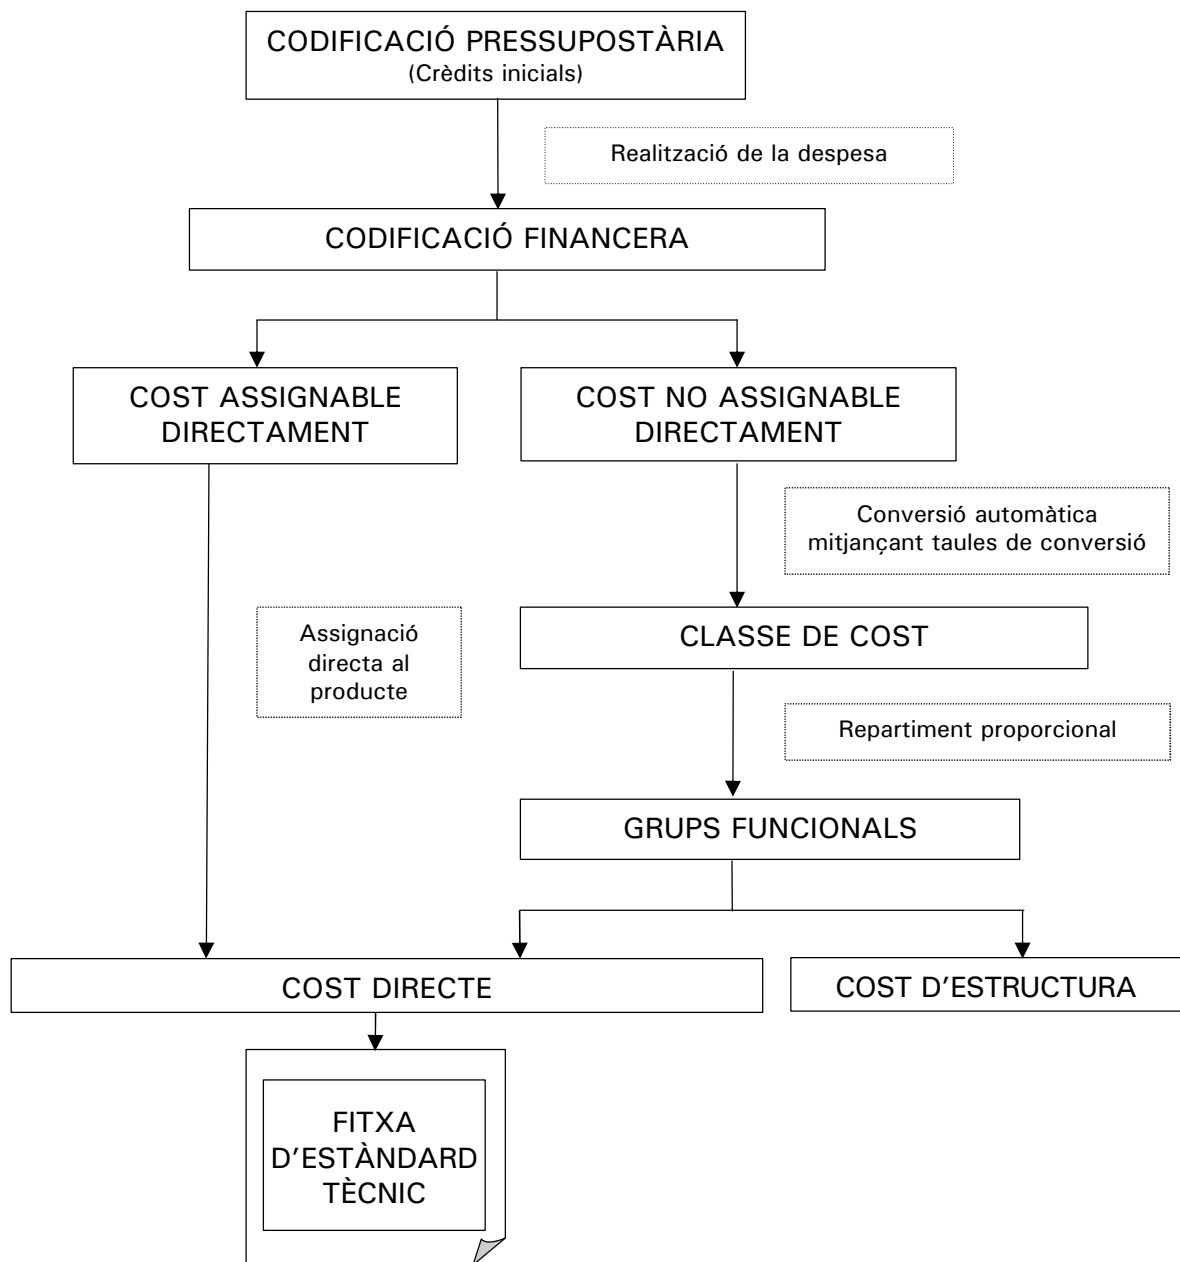 CODIFICACIÓ PRESSUPOSTÀRIA
(Crèdits inicials)
Realització de la despesa
CODIFICACIÓ FINANCERA
COST ASSIGNABLE
DIRECTAMENT
COST NO ASSIGNABLE
DIRECTAMENT
Conversió automàtica
mitjançant taules de conversió
Assignació
directa al
producte
CLASSE DE COST
Repartiment proporcional
GRUPS FUNCIONALS
COST DIRECTE
COST D'ESTRUCTURA
FITXA
D'ESTÀNDARD
TÈCNIC